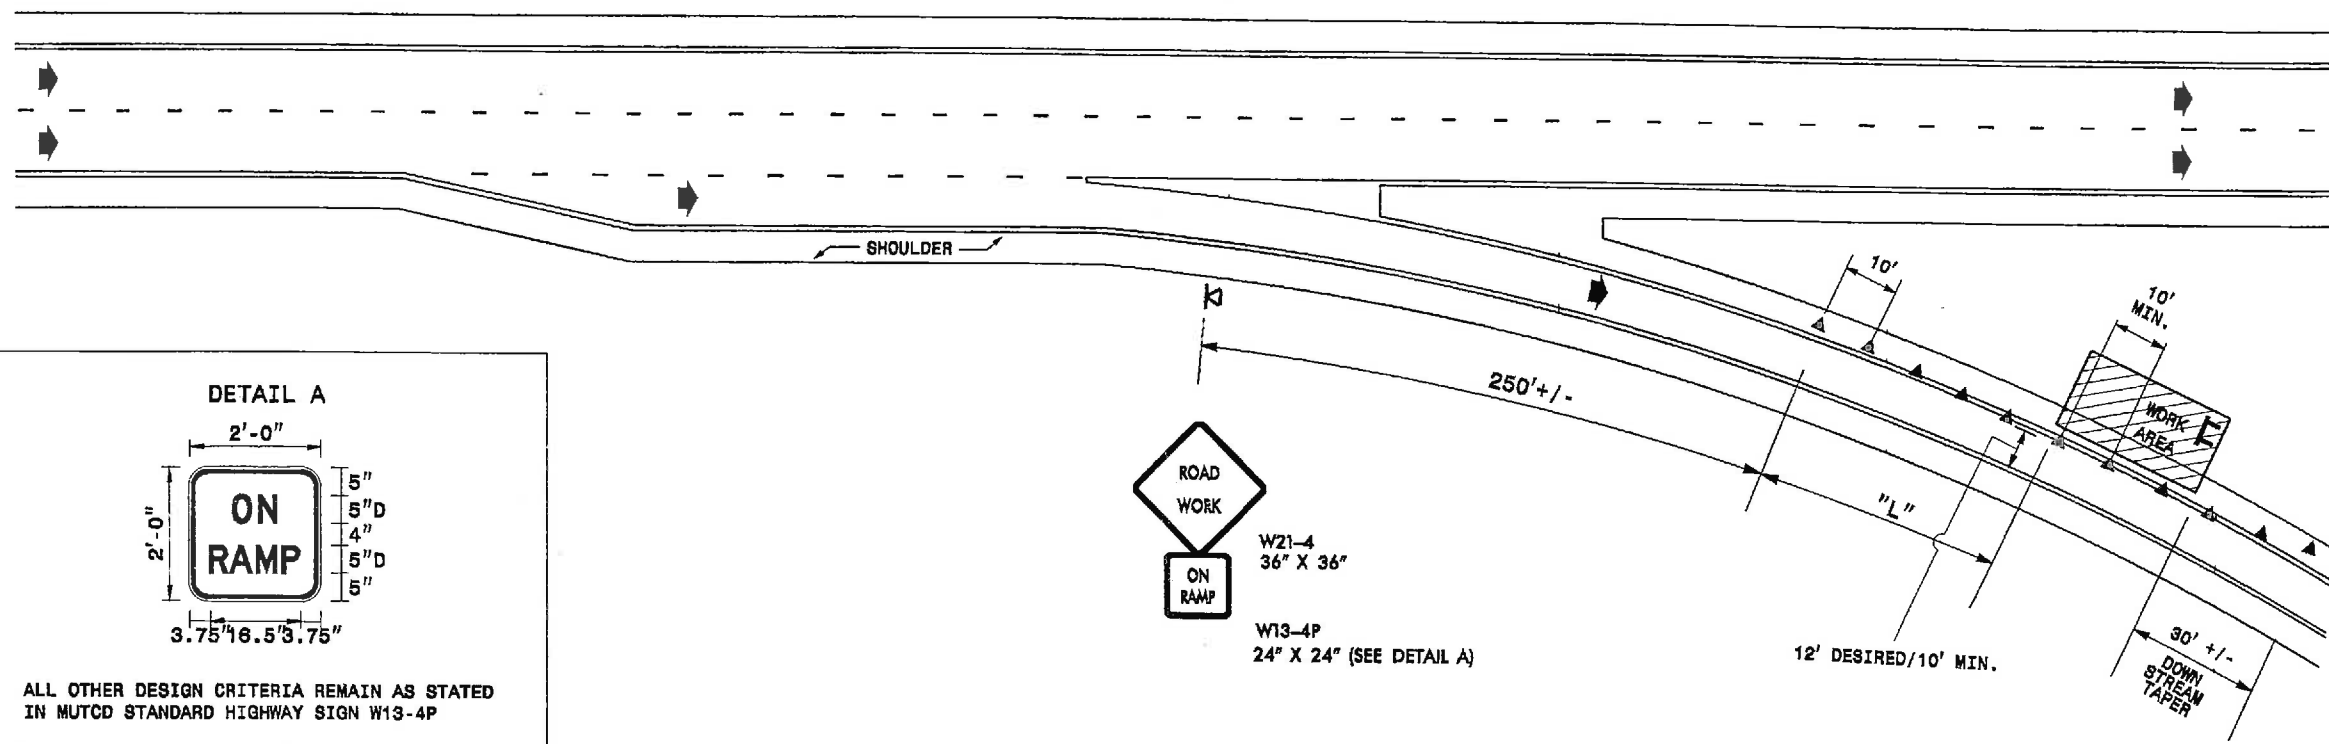 SHOULDER
10'
10'
MIN.
250'+/-
WORK
AREA
"L"
DETAIL A
2'-0"
2'-0"
ON
RAMP
5"
5"D
4"
5"D
5"
3.75"16.5"3.75"
ALL OTHER DESIGN CRITERIA REMAIN AS STATED
IN MUTCD STANDARD HIGHWAY SIGN W13-4P
ROAD
WORK
ON
RAMP
W21-4
36" X 36"
W13-4P
24" X 24" (SEE DETAIL A)
12' DESIRED/10' MIN.
30' +/-
DOWN
STREAM
TAPER